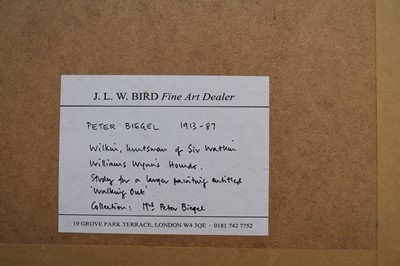 J. L. W. BIRD Fine Art Dealer
PETER BIEGEL 1913-87
Wilkin, huntsman of Sir Watkin
Williams Wynn's Hounds.
Study for a larger painting entitled
'Walking Out'
Collection: Mrs Peter Biegel
19 GROVE PARK TERRACE, LONDON W4 3QE · 0181 742 7752